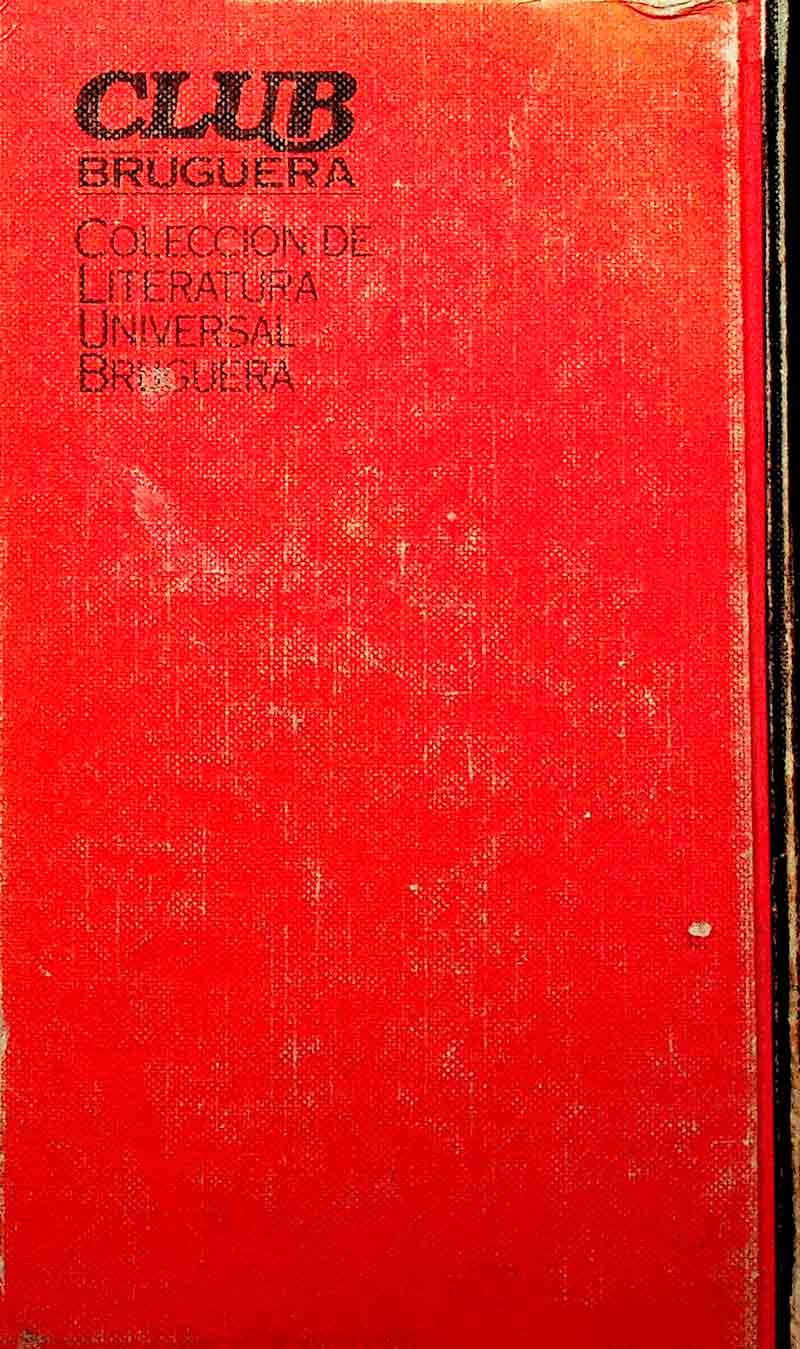 CLUB
BRUGUERA
COLECCION DE
LITERATURA
UNIVERSAL
BRUGUERA